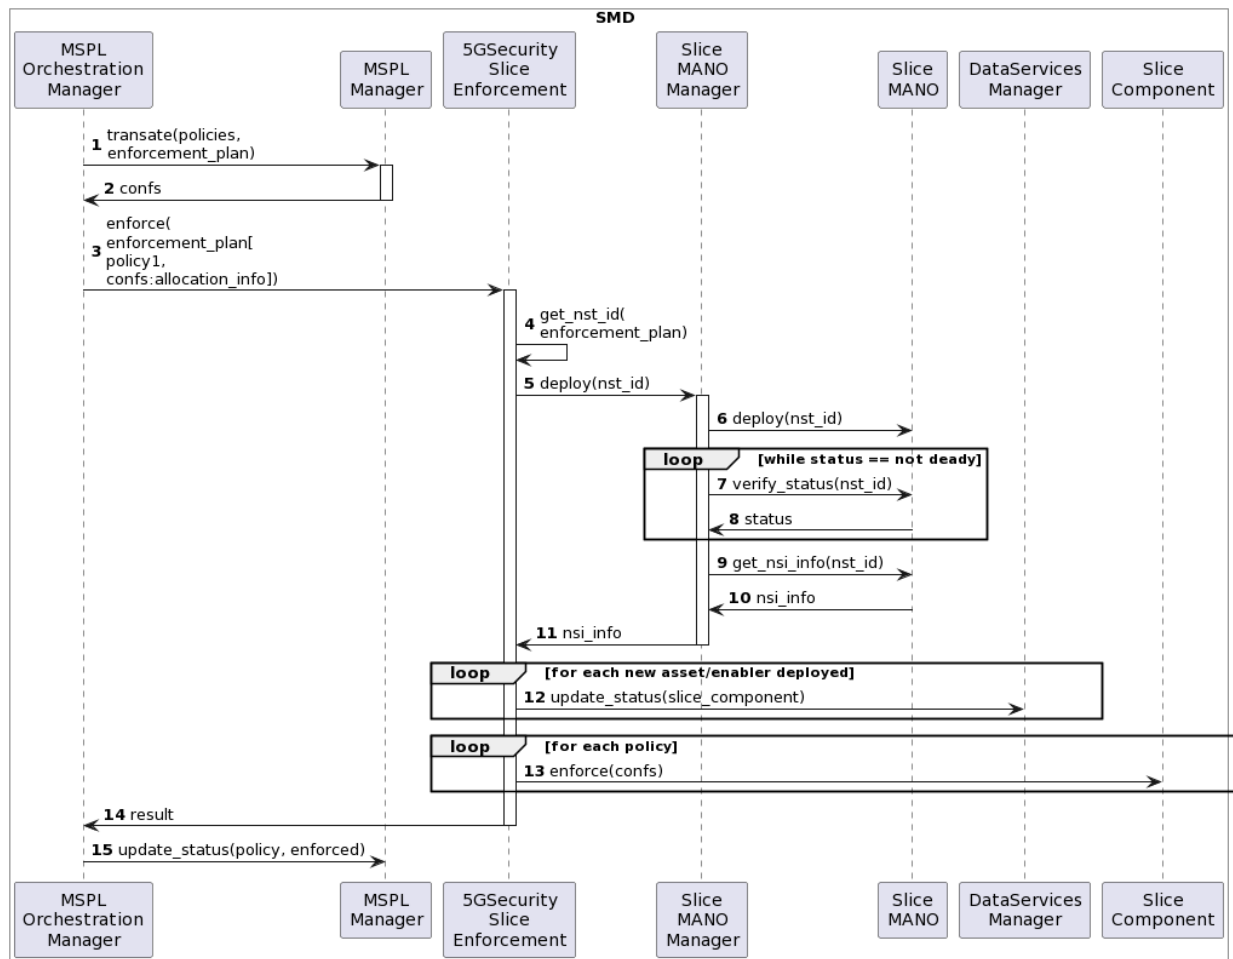 SMD
MSPL
Orchestration
Manager
MSPL
Manager
5GSecurity
Slice
Enforcement
Slice
MANO
Manager
Slice
MANO
DataServices
Manager
Slice
Component
1 transate(policies,
enforcement_plan)
2 confs
3 enforce(
enforcement_plan[
policy1,
confs:allocation_info])
4 get_nst_id(
enforcement_plan)
5 deploy(nst_id)
6 deploy(nst_id)
loop [while status == not deady]
7 verify_status(nst_id)
8 status
9 get_nsi_info(nst_id)
10 nsi_info
11 nsi_info
loop [for each new asset/enabler deployed]
12 update_status(slice_component)
loop [for each policy]
13 enforce(confs)
14 result
15 update_status(policy, enforced)
MSPL
Orchestration
Manager
MSPL
Manager
5GSecurity
Slice
Enforcement
Slice
MANO
Manager
Slice
MANO
DataServices
Manager
Slice
Component